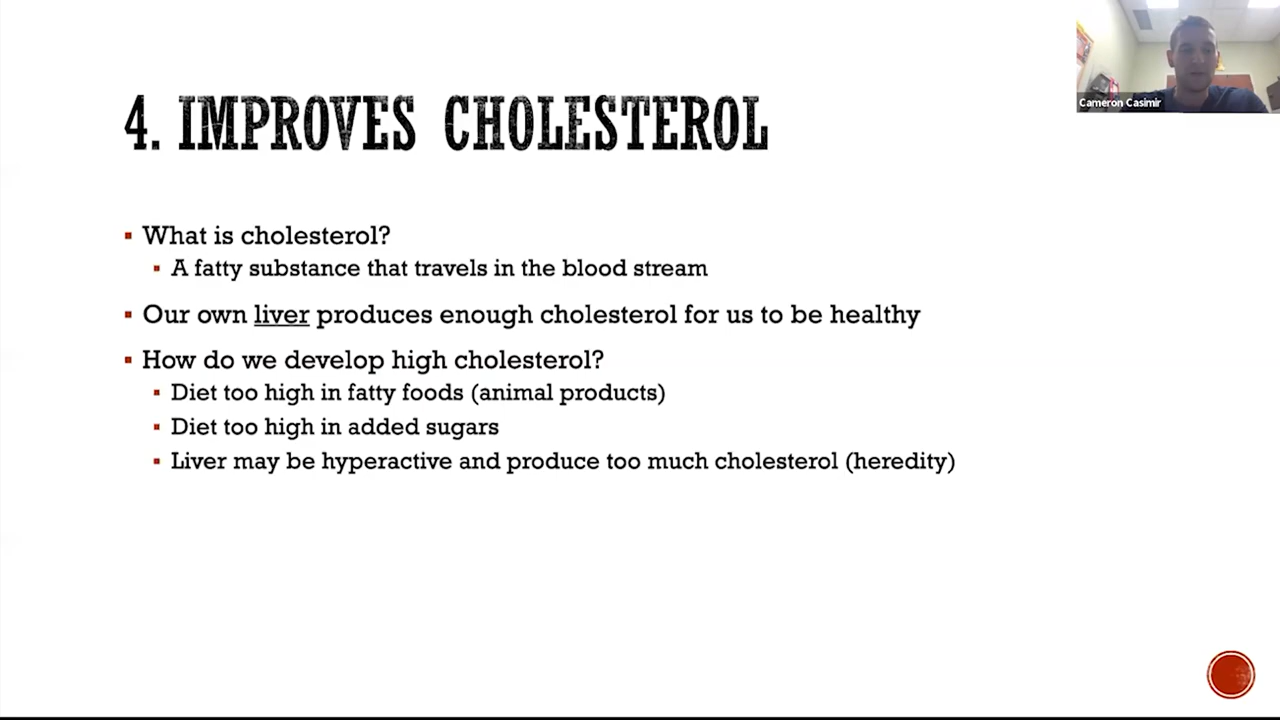 Cameron Casimir
4. IMPROVES CHOLESTEROL
What is cholesterol?
A fatty substance that travels in the blood stream
Our own liver produces enough cholesterol for us to be healthy
How do we develop high cholesterol?
Diet too high in fatty foods (animal products)
Diet too high in added sugars
Liver may be hyperactive and produce too much cholesterol (heredity)